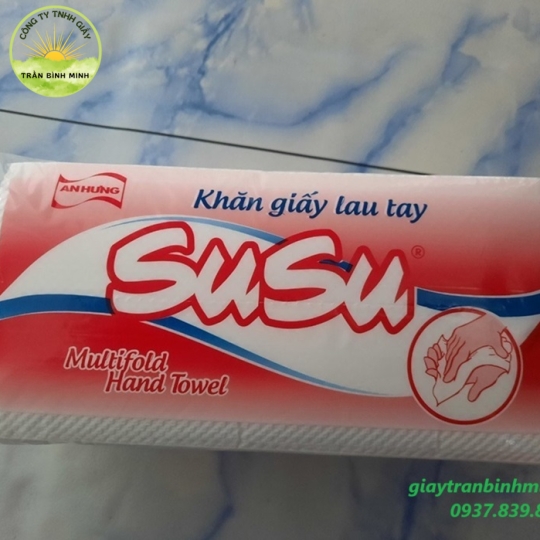 CÔNG TY TNHH GIẤY
TRẦN BÌNH MINH
AN HƯNG
Khăn giấy lau tay
SuSu®
Multifold
Hand Towel
giaytranbinhm
0937.839.8